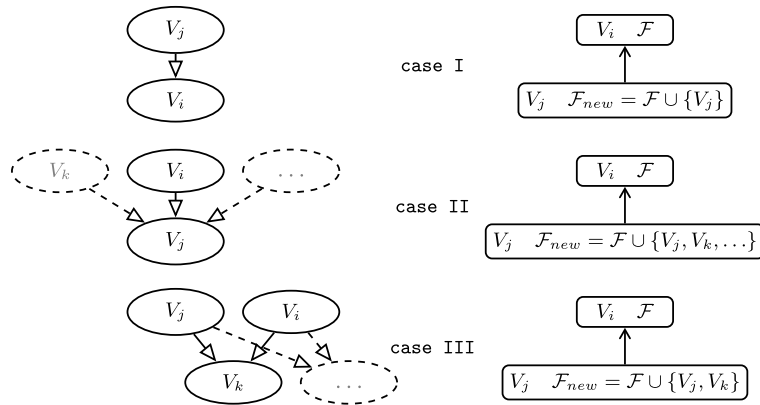 V_j
V_i
case I
V_i F
V_j F_new = F ∪ {V_j}
V_k V_i ...
V_j
case II
V_i F
V_j F_new = F ∪ {V_j, V_k, ...}
V_j V_i
V_k ...
case III
V_i F
V_j F_new = F ∪ {V_j, V_k}